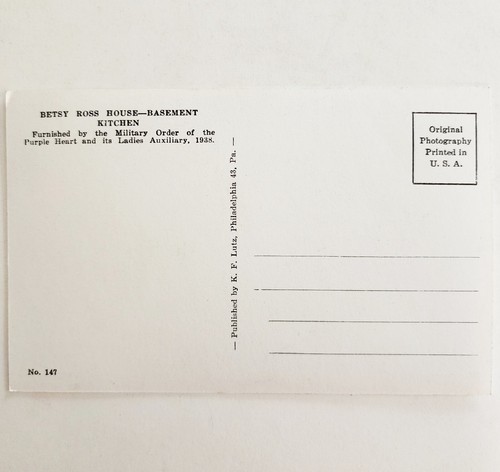 BETSY ROSS HOUSE—BASEMENT
KITCHEN
Furnished by the Military Order of the
Purple Heart and its Ladies Auxiliary, 1938.
— Published by K. F. Lutz, Philadelphia 43, Pa. —
Original
Photography
Printed in
U. S. A.
No. 147